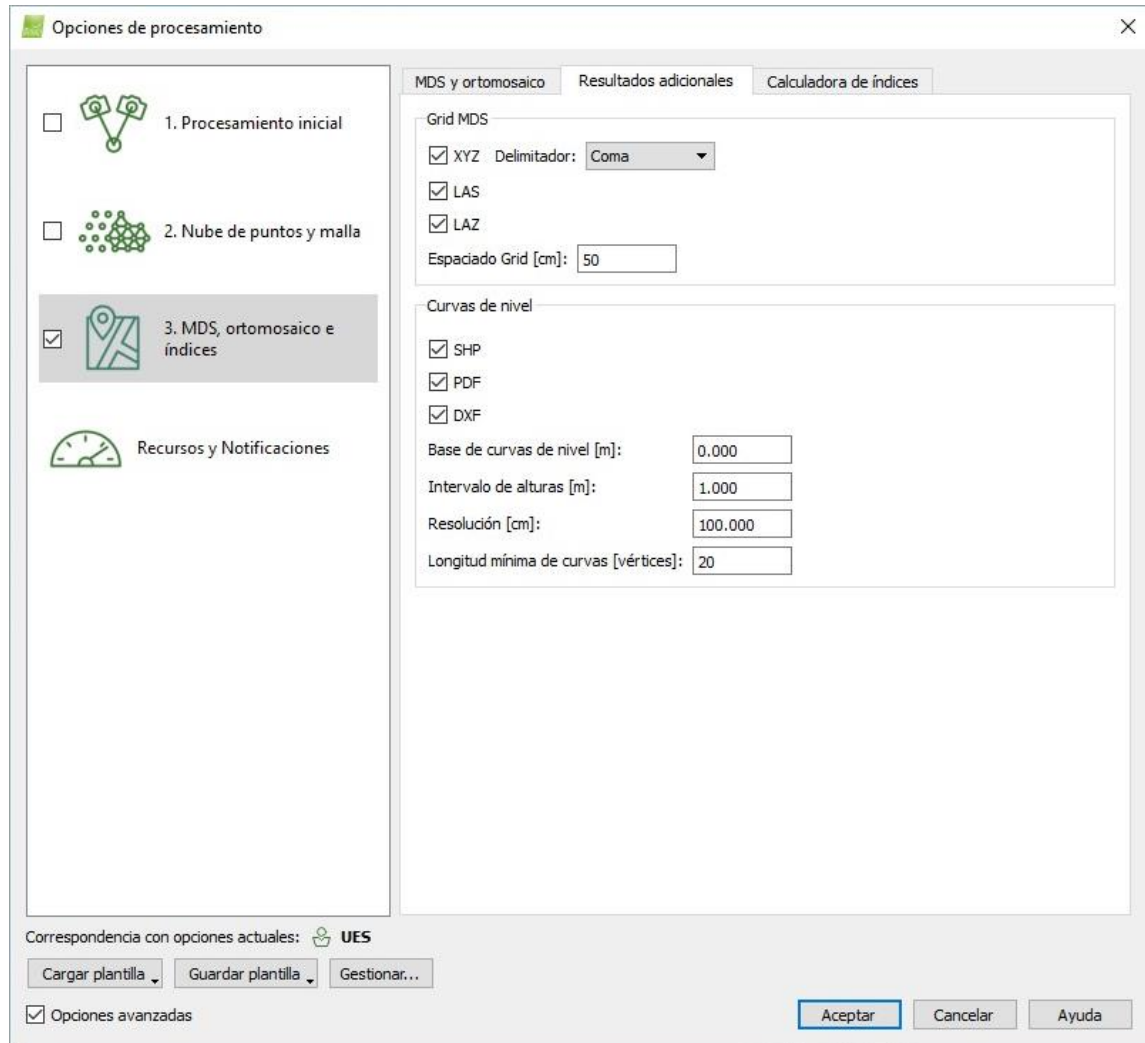 Opciones de procesamiento
1. Procesamiento inicial
2. Nube de puntos y malla
3. MDS, ortomosaico e
índices
Recursos y Notificaciones
MDS y ortomosaico
Resultados adicionales
Calculadora de índices
Grid MDS
XYZ Delimitador: Coma
LAS
LAZ
Espaciado Grid [cm]: 50
Curvas de nivel
SHP
PDF
DXF
Base de curvas de nivel [m]: 0.000
Intervalo de alturas [m]: 1.000
Resolución [cm]: 100.000
Longitud mínima de curvas [vértices]: 20
Correspondencia con opciones actuales: UES
Cargar plantilla
Guardar plantilla
Gestionar...
Opciones avanzadas
Aceptar
Cancelar
Ayuda